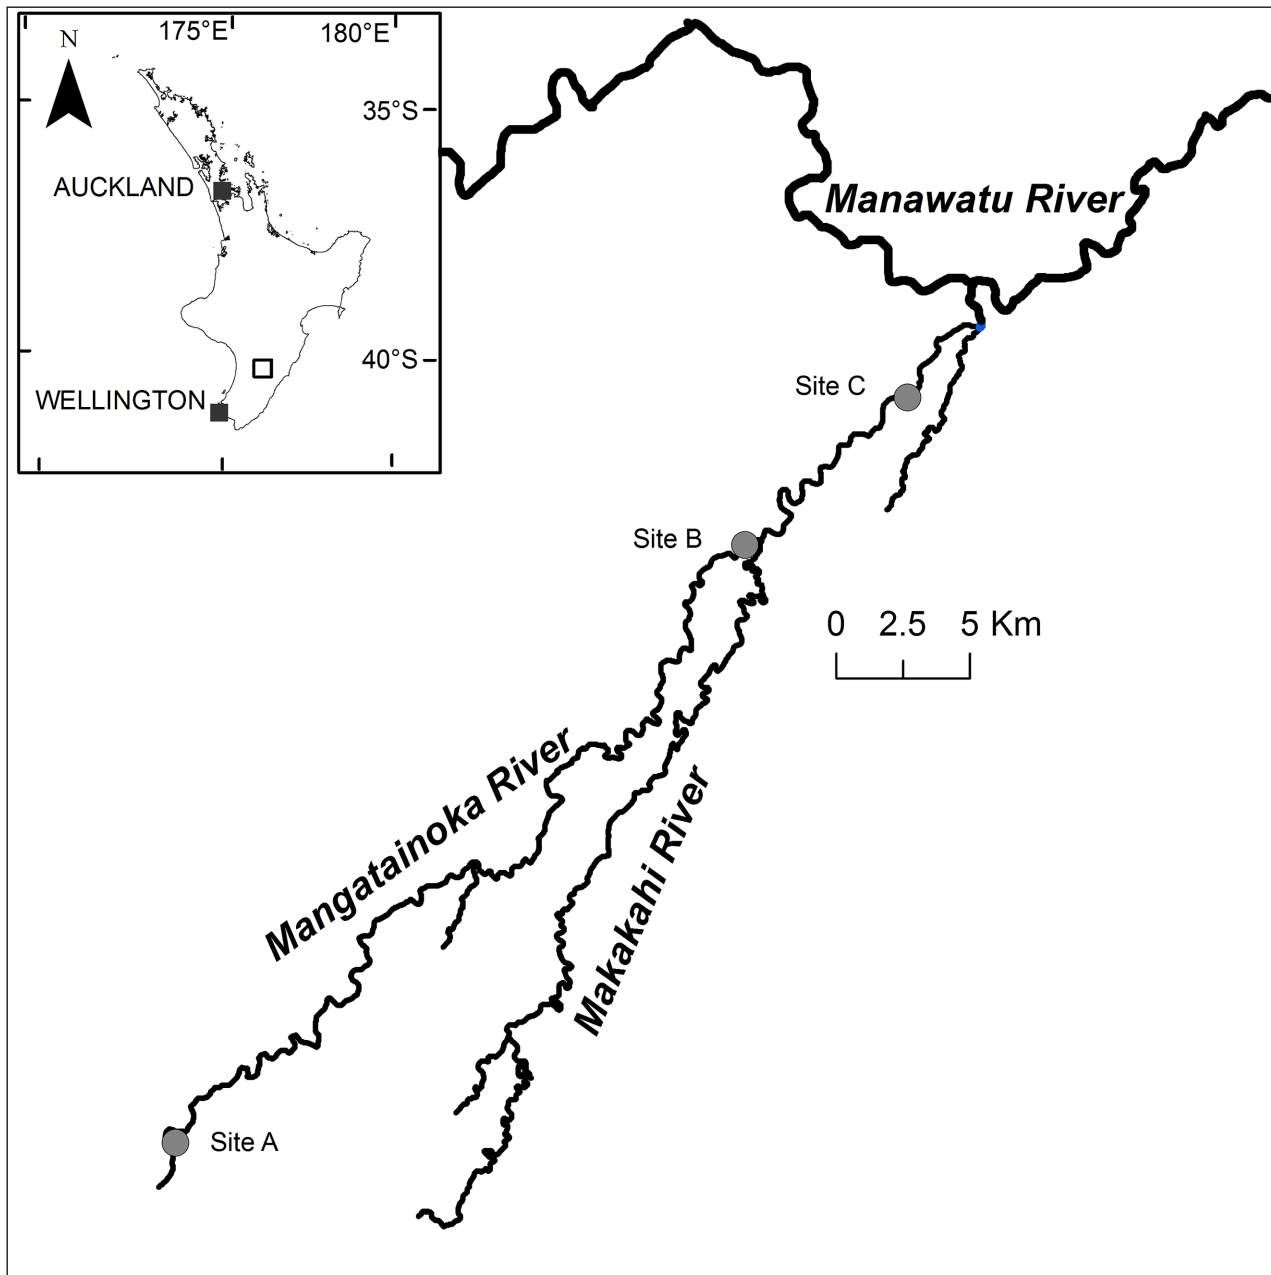 N
175°E
180°E
35°S
AUCKLAND
40°S
WELLINGTON
Manawatu River
Site C
Site B
0 2.5 5 Km
Mangatainoka River
Makakahi River
Site A